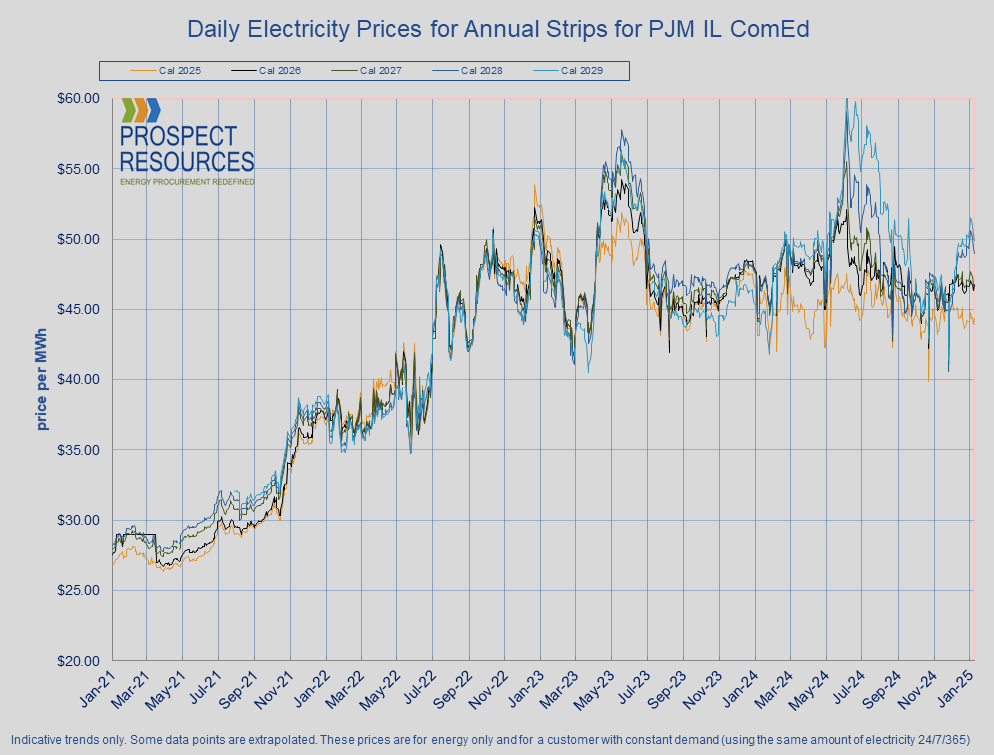 Daily Electricity Prices for Annual Strips for PJM IL ComEd
Cal 2025 Cal 2026 Cal 2027 Cal 2028 Cal 2029
$60.00
PROSPECT
RESOURCES
ENERGY PROCUREMENT REDEFINED
$55.00
$50.00
$45.00
price per MWh
$40.00
$35.00
$30.00
$25.00
$20.00
Jan-21 Mar-21 May-21 Jul-21 Sep-21 Nov-21 Jan-22 Mar-22 May-22 Jul-22 Sep-22 Nov-22 Jan-23 Mar-23 May-23 Jul-23 Sep-23 Nov-23 Jan-24 Mar-24 May-24 Jul-24 Sep-24 Nov-24 Jan-25
Indicative trends only. Some data points are extrapolated. These prices are for energy only and for a customer with constant demand (using the same amount of electricity 24/7/365)